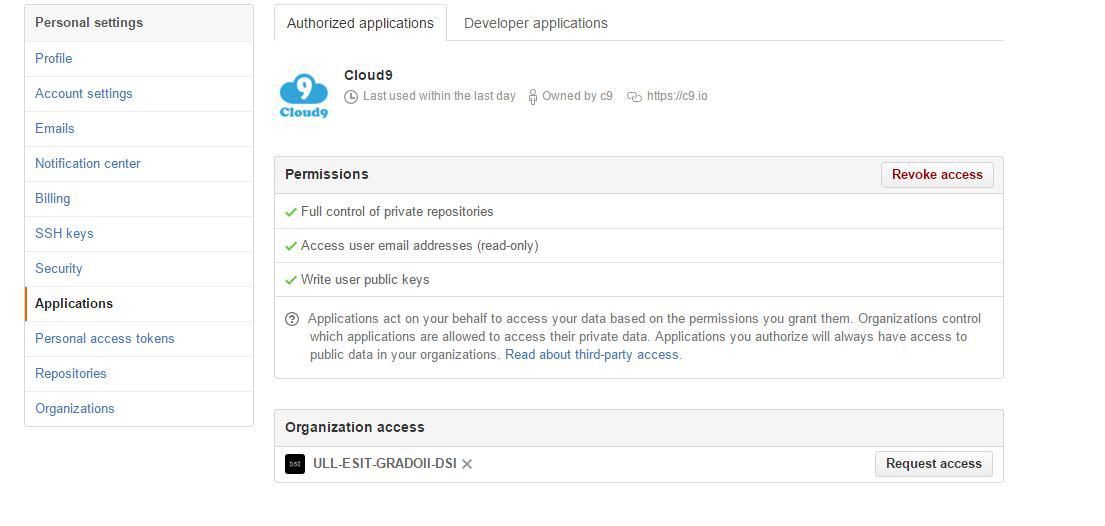 Personal settings
Profile
Account settings
Emails
Notification center
Billing
SSH keys
Security
Applications
Personal access tokens
Repositories
Organizations
Authorized applications
Developer applications
9
Cloud9
Cloud9
Last used within the last day Owned by c9 https://c9.io
Permissions
Revoke access
Full control of private repositories
Access user email addresses (read-only)
Write user public keys
Applications act on your behalf to access your data based on the permissions you grant them. Organizations control
which applications are allowed to access their private data. Applications you authorize will always have access to
public data in your organizations. Read about third-party access.
Organization access
DSI
ULL-ESIT-GRADOII-DSI
Request access